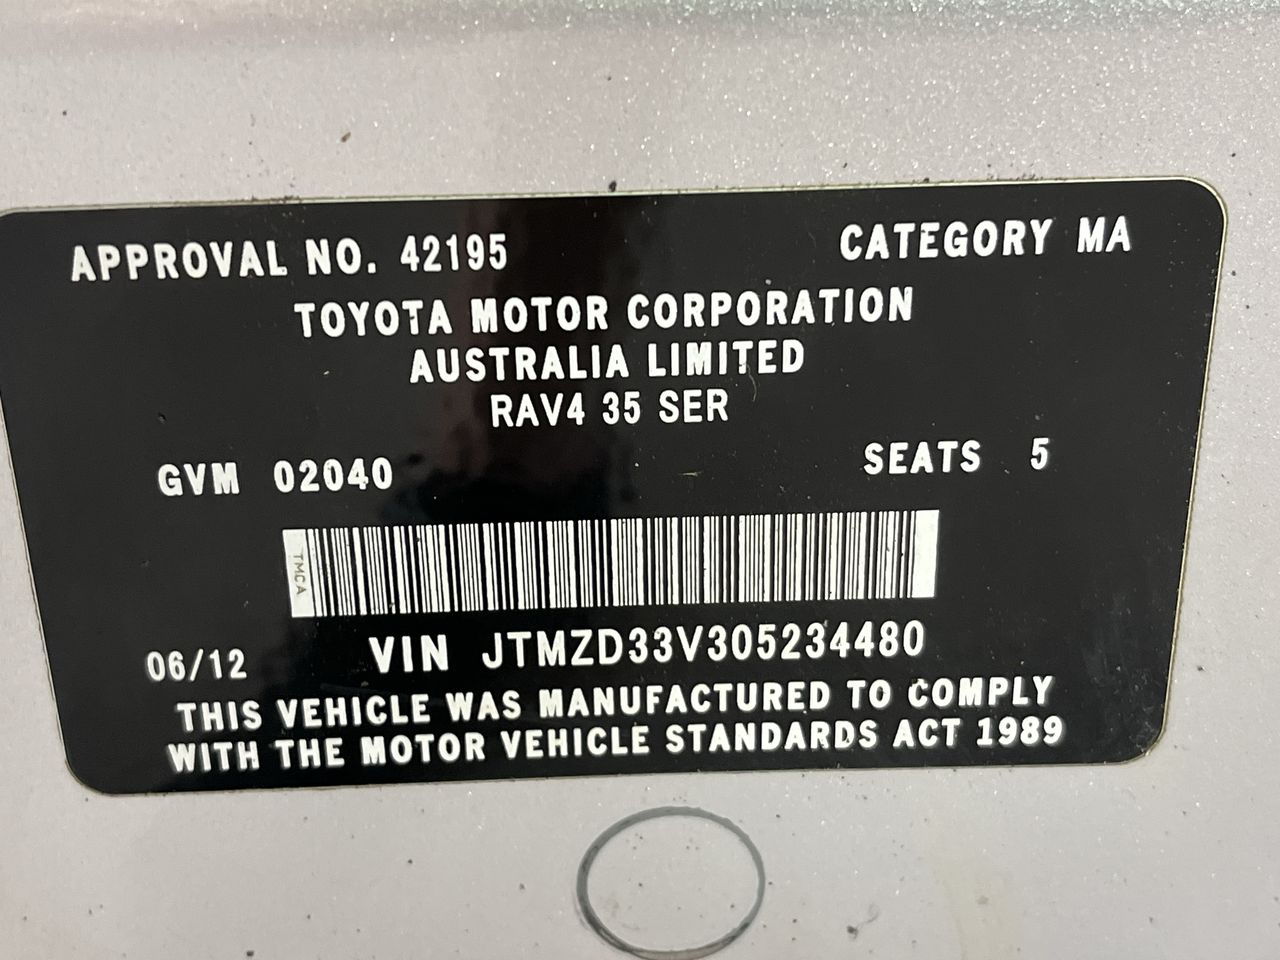 APPROVAL NO. 42195 CATEGORY MA
TOYOTA MOTOR CORPORATION
AUSTRALIA LIMITED
RAV4 35 SER
GVM 02040 SEATS 5
TMCA
06/12 VIN JTMZD33V305234480
THIS VEHICLE WAS MANUFACTURED TO COMPLY
WITH THE MOTOR VEHICLE STANDARDS ACT 1989